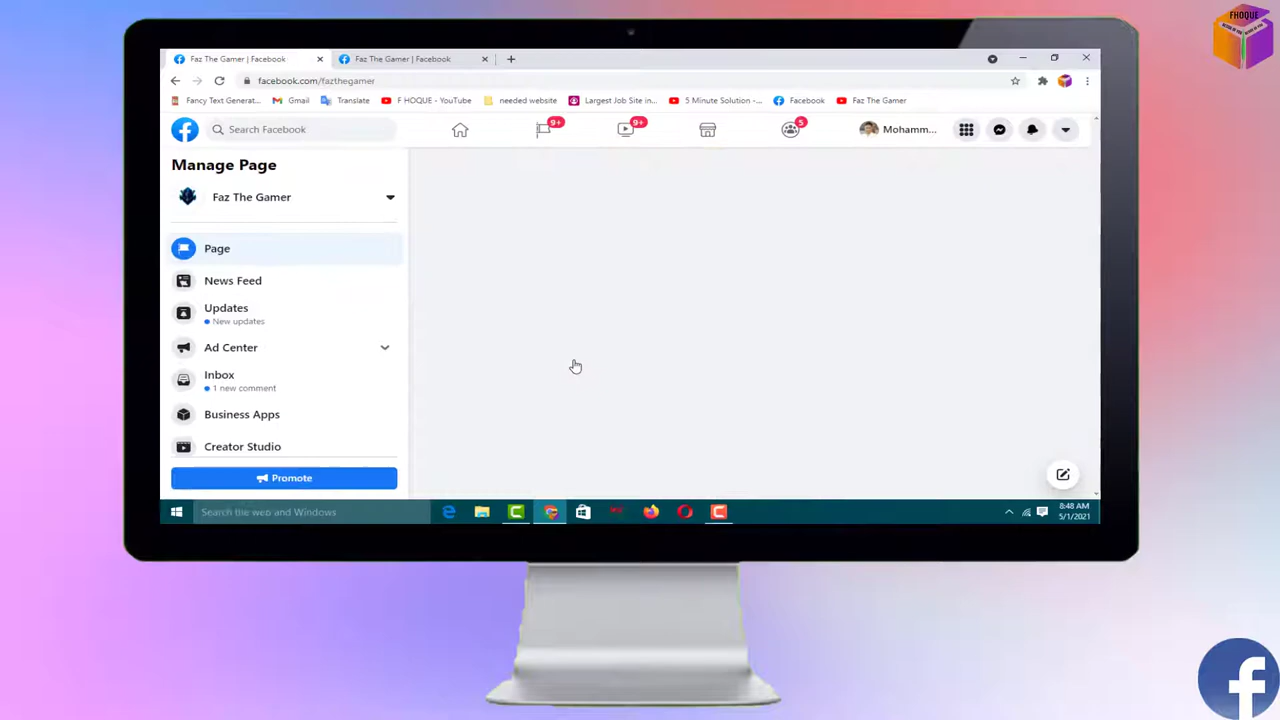 FHOQUE
Faz The Gamer | Facebook
Faz The Gamer | Facebook
facebook.com/fazthegamer
Fancy Text Generat...
Gmail
Translate
F HOQUE - YouTube
needed website
Largest Job Site in...
5 Minute Solution -...
Facebook
Faz The Gamer
Search Facebook
9+
9+
5
Mohamm...
Manage Page
Faz The Gamer
Page
News Feed
Updates
New updates
Ad Center
Inbox
1 new comment
Business Apps
Creator Studio
Promote
Search the web and Windows
8:48 AM
5/1/2021